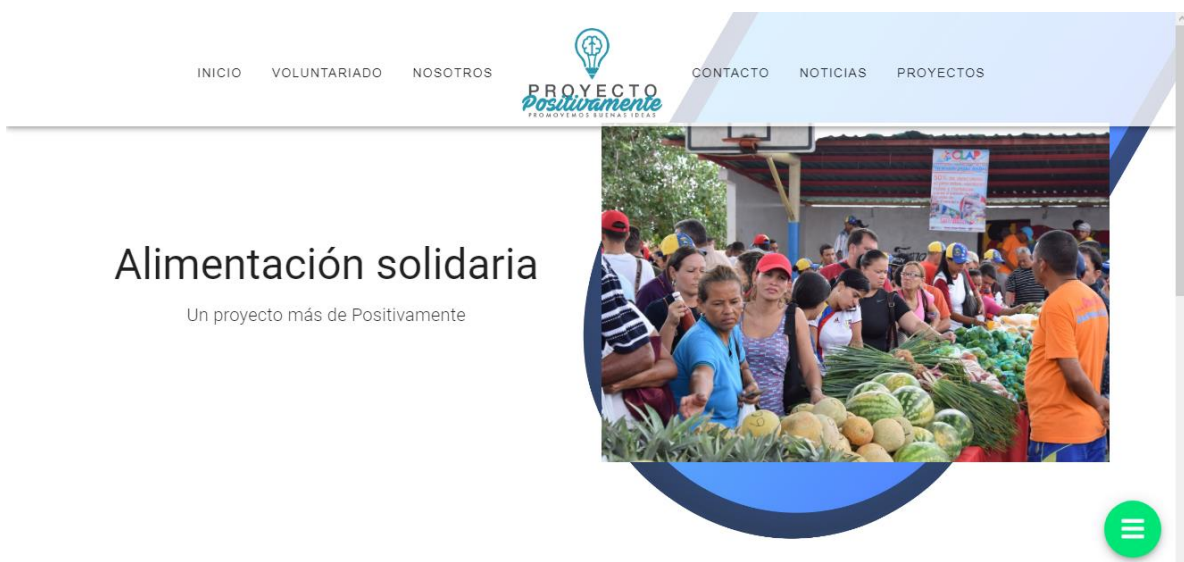 INICIO VOLUNTARIADO NOSOTROS
PROYECTO
Positivamente
PROMOVEMOS BUENAS IDEAS
CONTACTO NOTICIAS PROYECTOS
CLAP
Alimentación solidaria
Un proyecto más de Positivamente